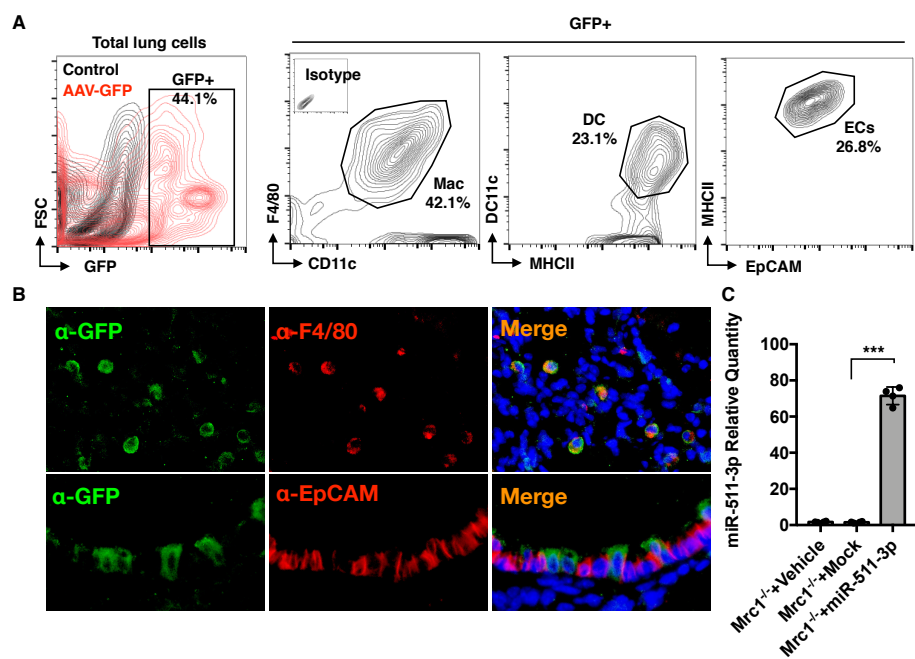 A
Total lung cells
GFP+
Control
AAV-GFP
GFP+
44.1%
FSC
GFP
Isotype
Mac
42.1%
F4/80
CD11c
DC
23.1%
DC11c
MHCII
ECs
26.8%
MHCII
EpCAM
B
α-GFP
α-F4/80
Merge
α-GFP
α-EpCAM
Merge
C
miR-511-3p Relative Quantity
100
80
60
40
20
0
***
Mrc1-/-+Vehicle
Mrc1-/-+Mock
Mrc1-/-+miR-511-3p